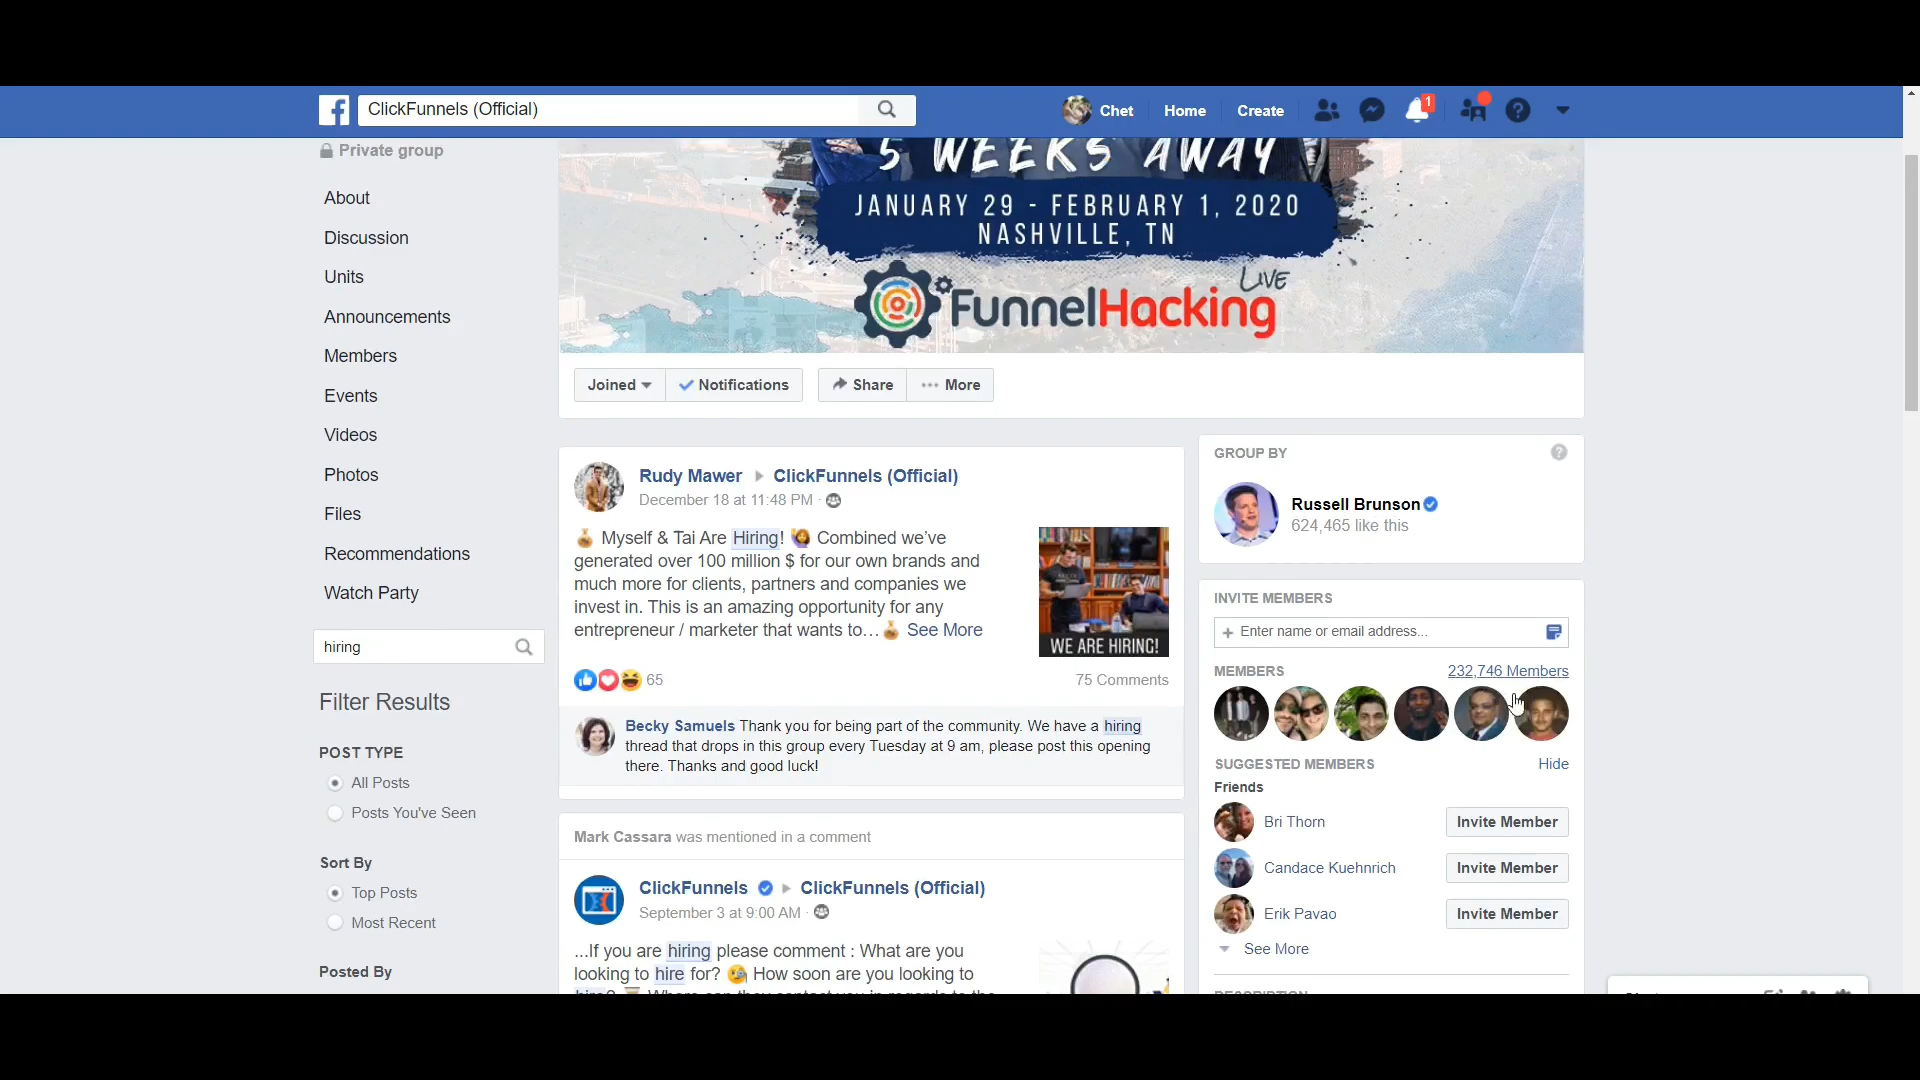 ClickFunnels (Official)
Chet
Home
Create
1
Private group
About
Discussion
Units
Announcements
Members
Events
Videos
Photos
Files
Recommendations
Watch Party
hiring
Filter Results
POST TYPE
All Posts
Posts You've Seen
Sort By
Top Posts
Most Recent
Posted By
5 WEEKS AWAY
JANUARY 29 - FEBRUARY 1, 2020
NASHVILLE, TN
LIVE
FunnelHacking
Joined
Notifications
Share
More
Rudy Mawer ClickFunnels (Official)
December 18 at 11:48 PM ·
Myself & Tai Are Hiring! Combined we've
generated over 100 million $ for our own brands and
much more for clients, partners and companies we
invest in. This is an amazing opportunity for any
entrepreneur / marketer that wants to… See More
WE ARE HIRING!
65
75 Comments
Becky Samuels Thank you for being part of the community. We have a hiring
thread that drops in this group every Tuesday at 9 am, please post this opening
there. Thanks and good luck!
Mark Cassara was mentioned in a comment
ClickFunnels ClickFunnels (Official)
September 3 at 9:00 AM ·
...If you are hiring please comment : What are you
looking to hire for? How soon are you looking to
GROUP BY
?
Russell Brunson
624,465 like this
INVITE MEMBERS
+ Enter name or email address...
MEMBERS
232,746 Members
SUGGESTED MEMBERS
Hide
Friends
Bri Thorn
Invite Member
Candace Kuehnrich
Invite Member
Erik Pavao
Invite Member
See More